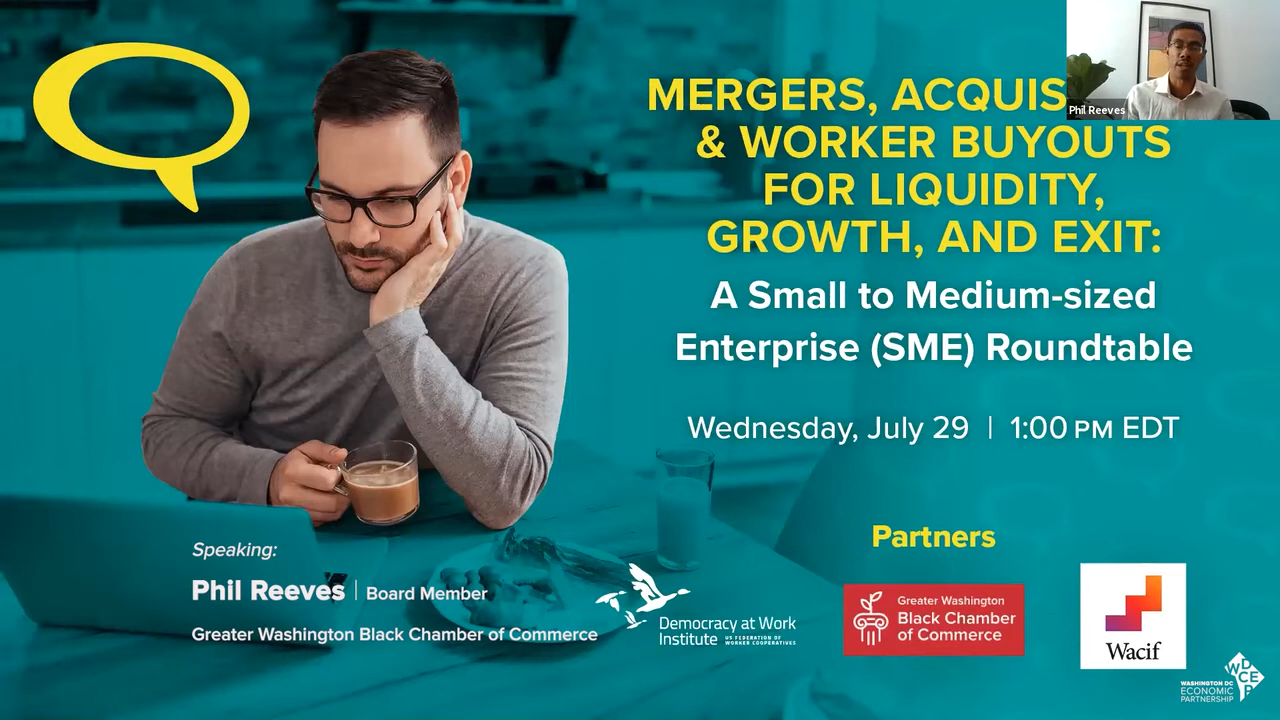 MERGERS, ACQUIS
& WORKER BUYOUTS
FOR LIQUIDITY,
GROWTH, AND EXIT:
A Small to Medium-sized
Enterprise (SME) Roundtable
Wednesday, July 29 | 1:00 PM EDT
Phil Reeves
Speaking:
Phil Reeves | Board Member
Greater Washington Black Chamber of Commerce
Democracy at Work
Institute US FEDERATION OF
WORKER COOPERATIVES
Partners
Greater Washington
Black Chamber
of Commerce
Wacif
WDCEP
WASHINGTON DC
ECONOMIC
PARTNERSHIP